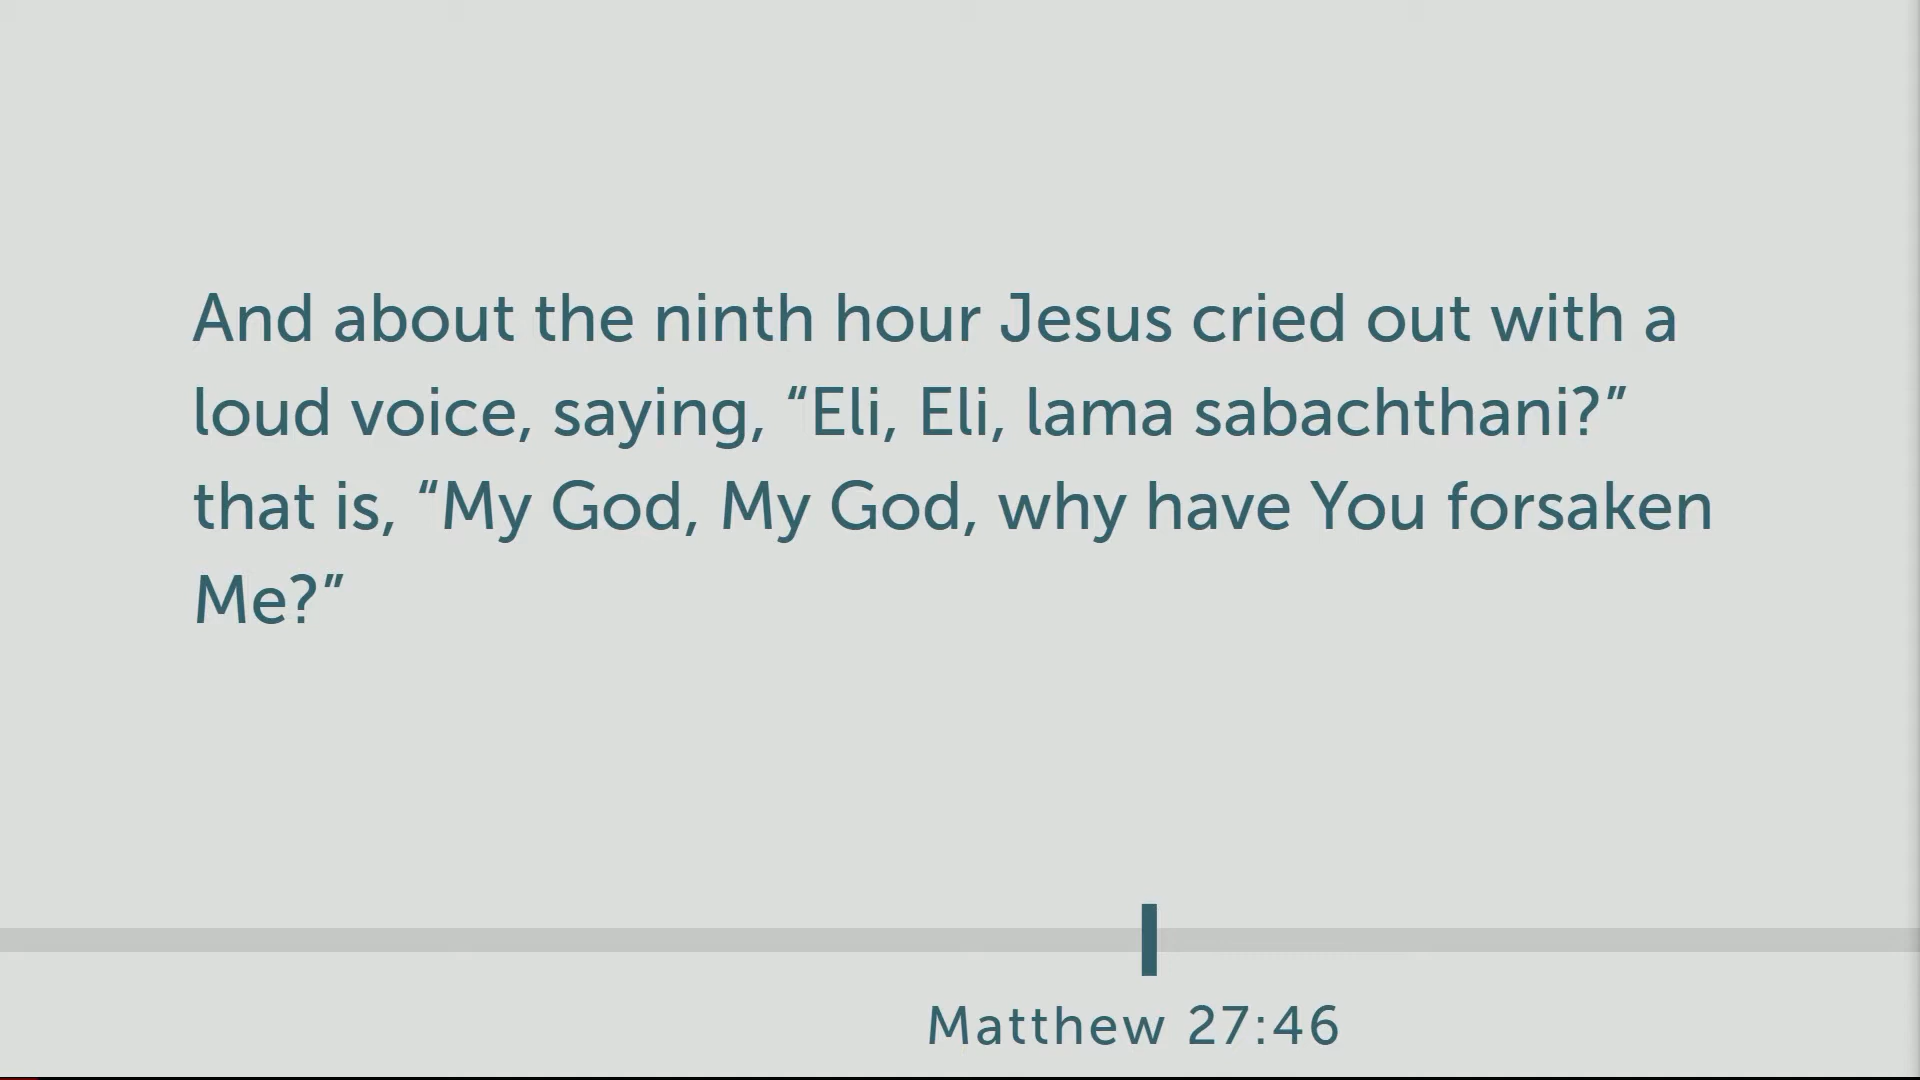 And about the ninth hour Jesus cried out with a
loud voice, saying, “Eli, Eli, lama sabachthani?”
that is, “My God, My God, why have You forsaken
Me?”
Matthew 27:46